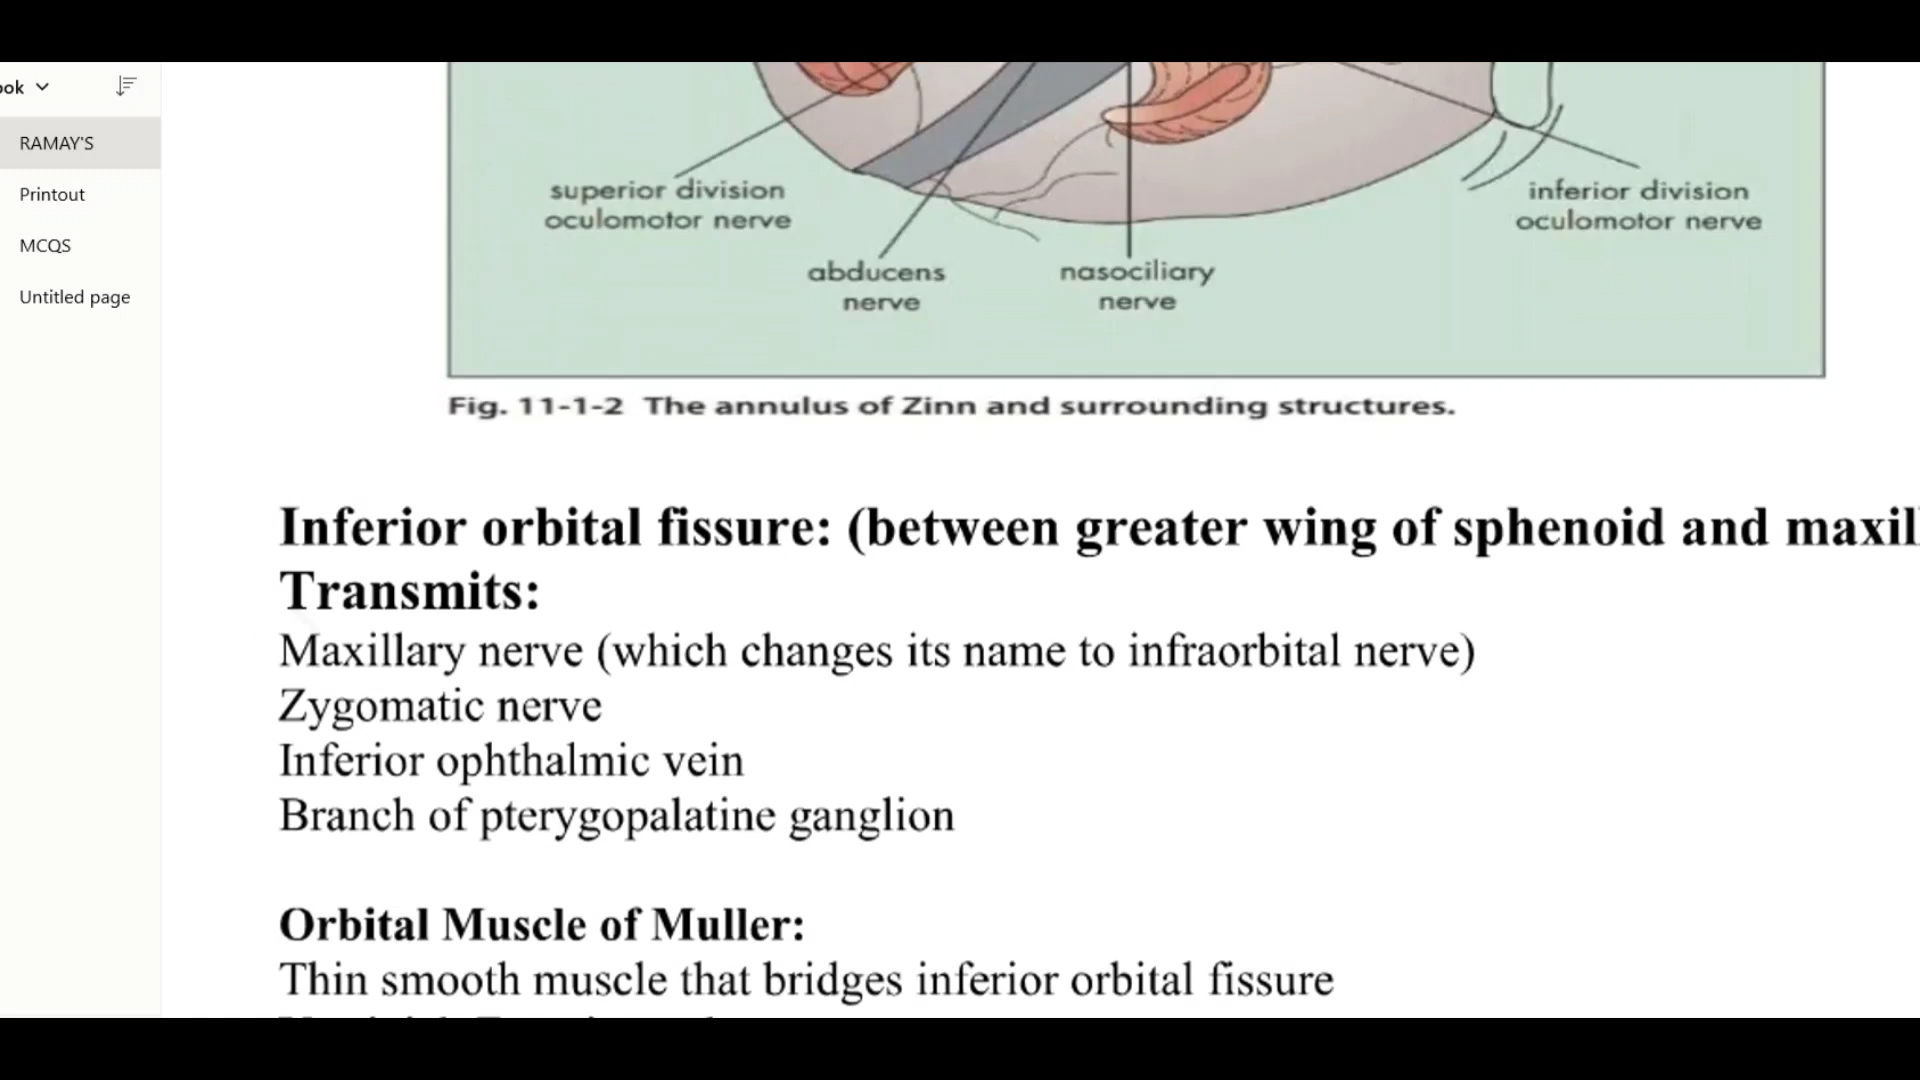 ook
RAMAY'S
Printout
MCQS
Untitled page
superior division
oculomotor nerve
abducens
nerve
nasociliary
nerve
inferior division
oculomotor nerve
Fig. 11-1-2 The annulus of Zinn and surrounding structures.
Inferior orbital fissure: (between greater wing of sphenoid and maxil
Transmits:
Maxillary nerve (which changes its name to infraorbital nerve)
Zygomatic nerve
Inferior ophthalmic vein
Branch of pterygopalatine ganglion
Orbital Muscle of Muller:
Thin smooth muscle that bridges inferior orbital fissure